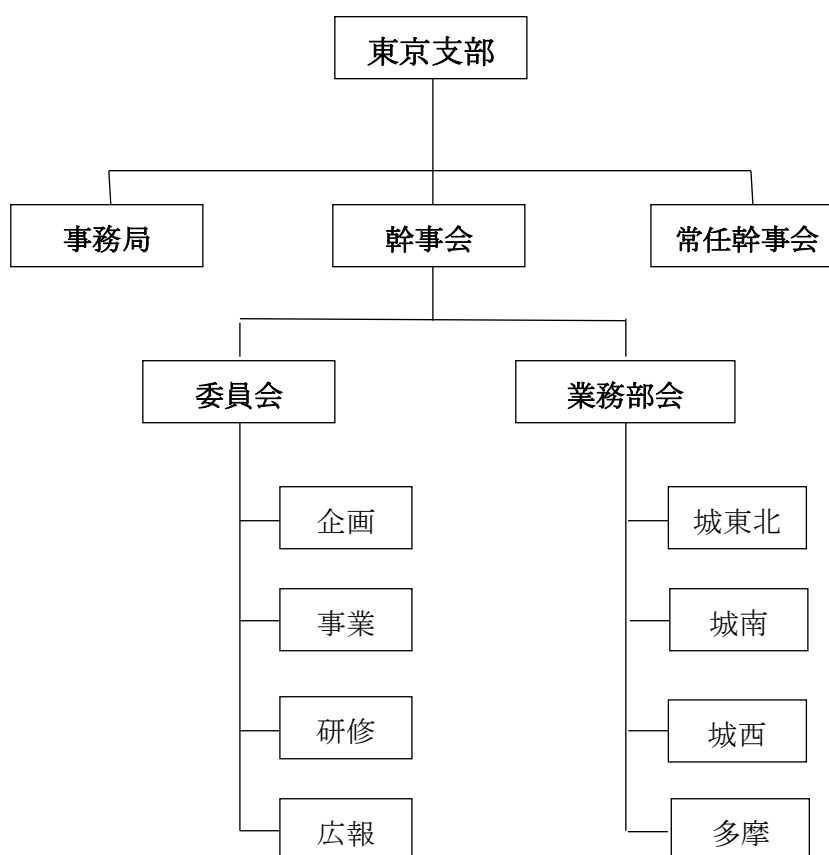 東京支部
事務局
幹事会
常任幹事会
委員会
業務部会
企画
城東北
事業
城南
研修
城西
広報
多摩